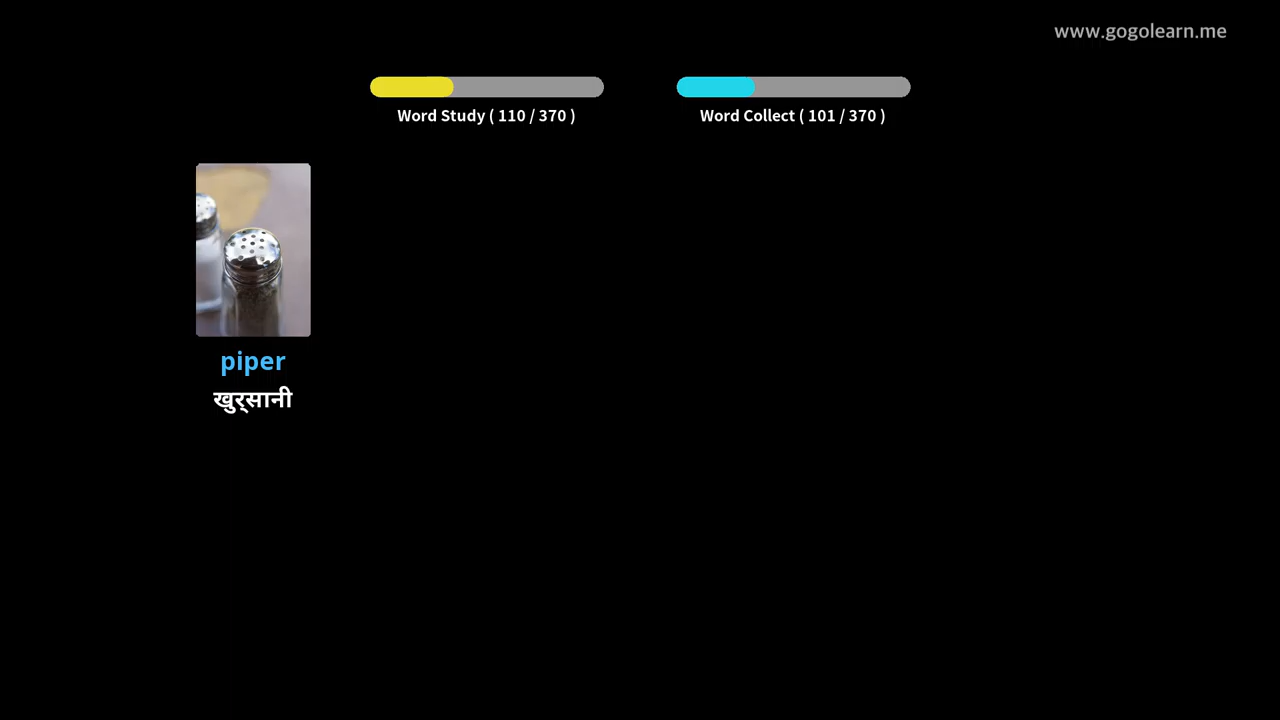 www.gogolearn.me
Word Study ( 110 / 370 )
Word Collect ( 101 / 370 )
piper
खुर्सानी